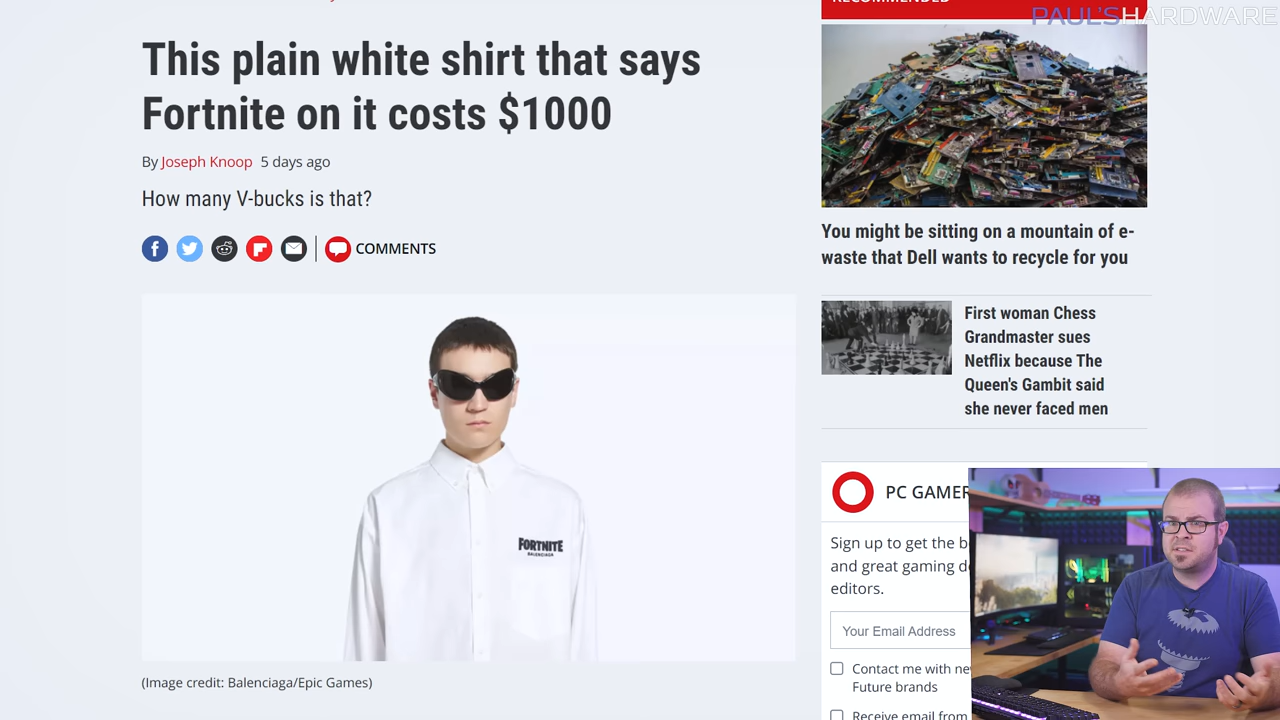 RECOMMENDED
PAUL'SHARDWARE
This plain white shirt that says
Fortnite on it costs $1000
By Joseph Knoop 5 days ago
How many V-bucks is that?
COMMENTS
FORTNITE
BALENCIAGA
(Image credit: Balenciaga/Epic Games)
You might be sitting on a mountain of e-
waste that Dell wants to recycle for you
First woman Chess
Grandmaster sues
Netflix because The
Queen's Gambit said
she never faced men
PC GAMER
Sign up to get the b
and great gaming de
editors.
Your Email Address
Contact me with ne
Future brands
Receive email from